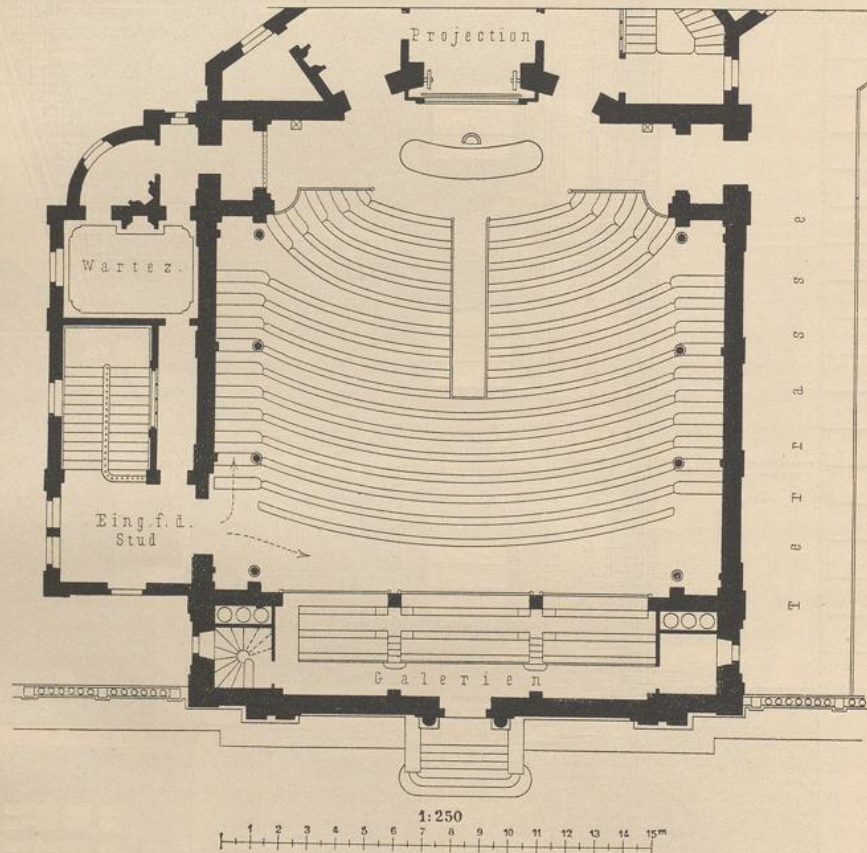 Projection
Wartez.
Terrasse
Eing.f.d.
Stud
Galerien
1:250
1 2 3 4 5 6 7 8 9 10 11 12 13 14 15m